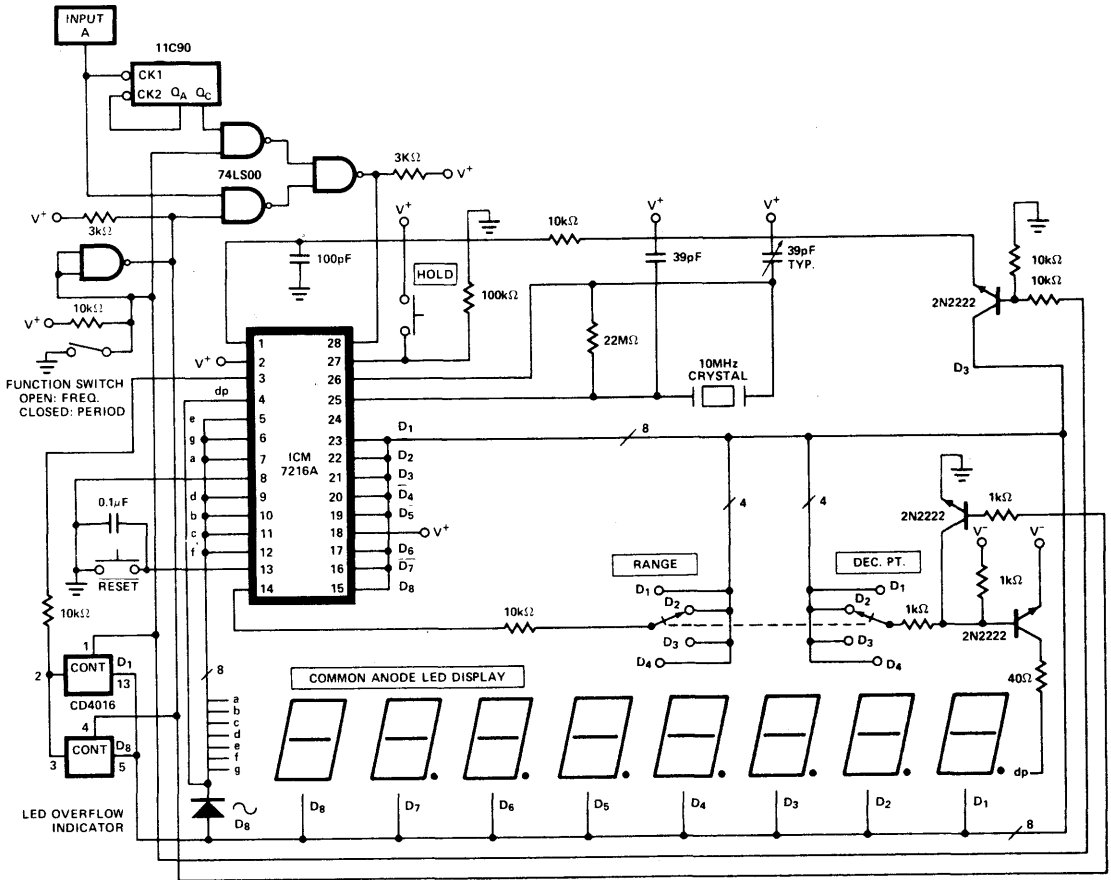 INPUT
A
11C90
CK1
CK2 QA QC
74LS00
3KΩ
V+
V+
3kΩ
10kΩ
V+
FUNCTION SWITCH
OPEN: FREQ.
CLOSED: PERIOD
100pF
V+
HOLD
100kΩ
10kΩ
V+
39pF
V+
39pF
TYP.
22MΩ
10MHz
CRYSTAL
10kΩ
10kΩ
2N2222
D3
V+
ICM
7216A
1
2
3
4
5
6
7
8
9
10
11
12
13
14
28
27
26
25
24
23
22
21
20
19
18
17
16
15
dp
e
g
a
d
b
c
f
D1
D2
D3
D4
D5
V+
D6
D7
D8
8
4
4
0.1μF
RESET
10kΩ
RANGE
D1
D2
D3
D4
10kΩ
DEC. PT.
D1
D2
D3
D4
1kΩ
2N2222
1kΩ
V-
1kΩ
V-
2N2222
40Ω
dp
1
2
CONT
D1
13
CD4016
4
3
CONT
D8
5
8
a
b
c
d
e
f
g
COMMON ANODE LED DISPLAY
LED OVERFLOW
INDICATOR
D8
D8
D7
D6
D5
D4
D3
D2
D1
8